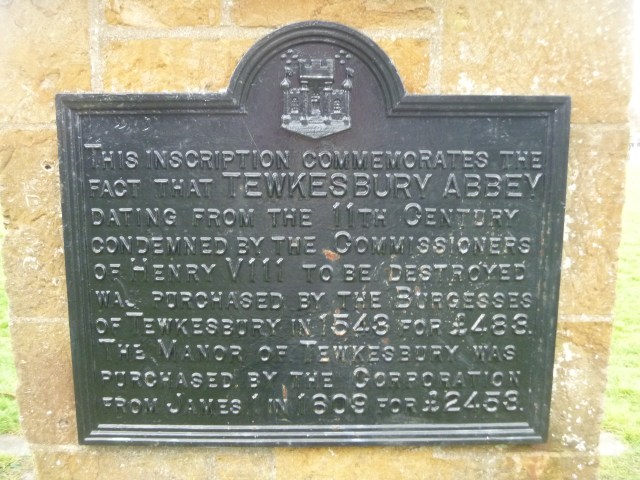 THIS INSCRIPTION COMMEMORATES THE
FACT THAT TEWKESBURY ABBEY
DATING FROM THE 11TH CENTURY
CONDEMNED BY THE COMMISSIONERS
OF HENRY VIII TO BE DESTROYED
WAS PURCHASED BY THE BURGESSES
OF TEWKESBURY IN 1543 FOR £483.
THE MANOR OF TEWKESBURY WAS
PURCHASED BY THE CORPORATION
FROM JAMES 1 IN 1609 FOR £2453.